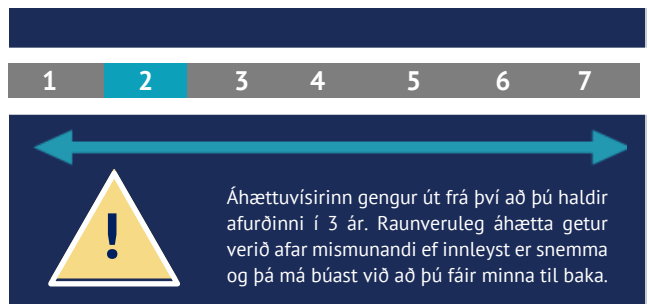 1 2 3 4 5 6 7
!
Áhættuvísirinn gengur út frá því að þú haldir
afurðinni í 3 ár. Raunveruleg áhætta getur
verið afar mismunandi ef innleyst er snemma
og þá má búast við að þú fáir minna til baka.